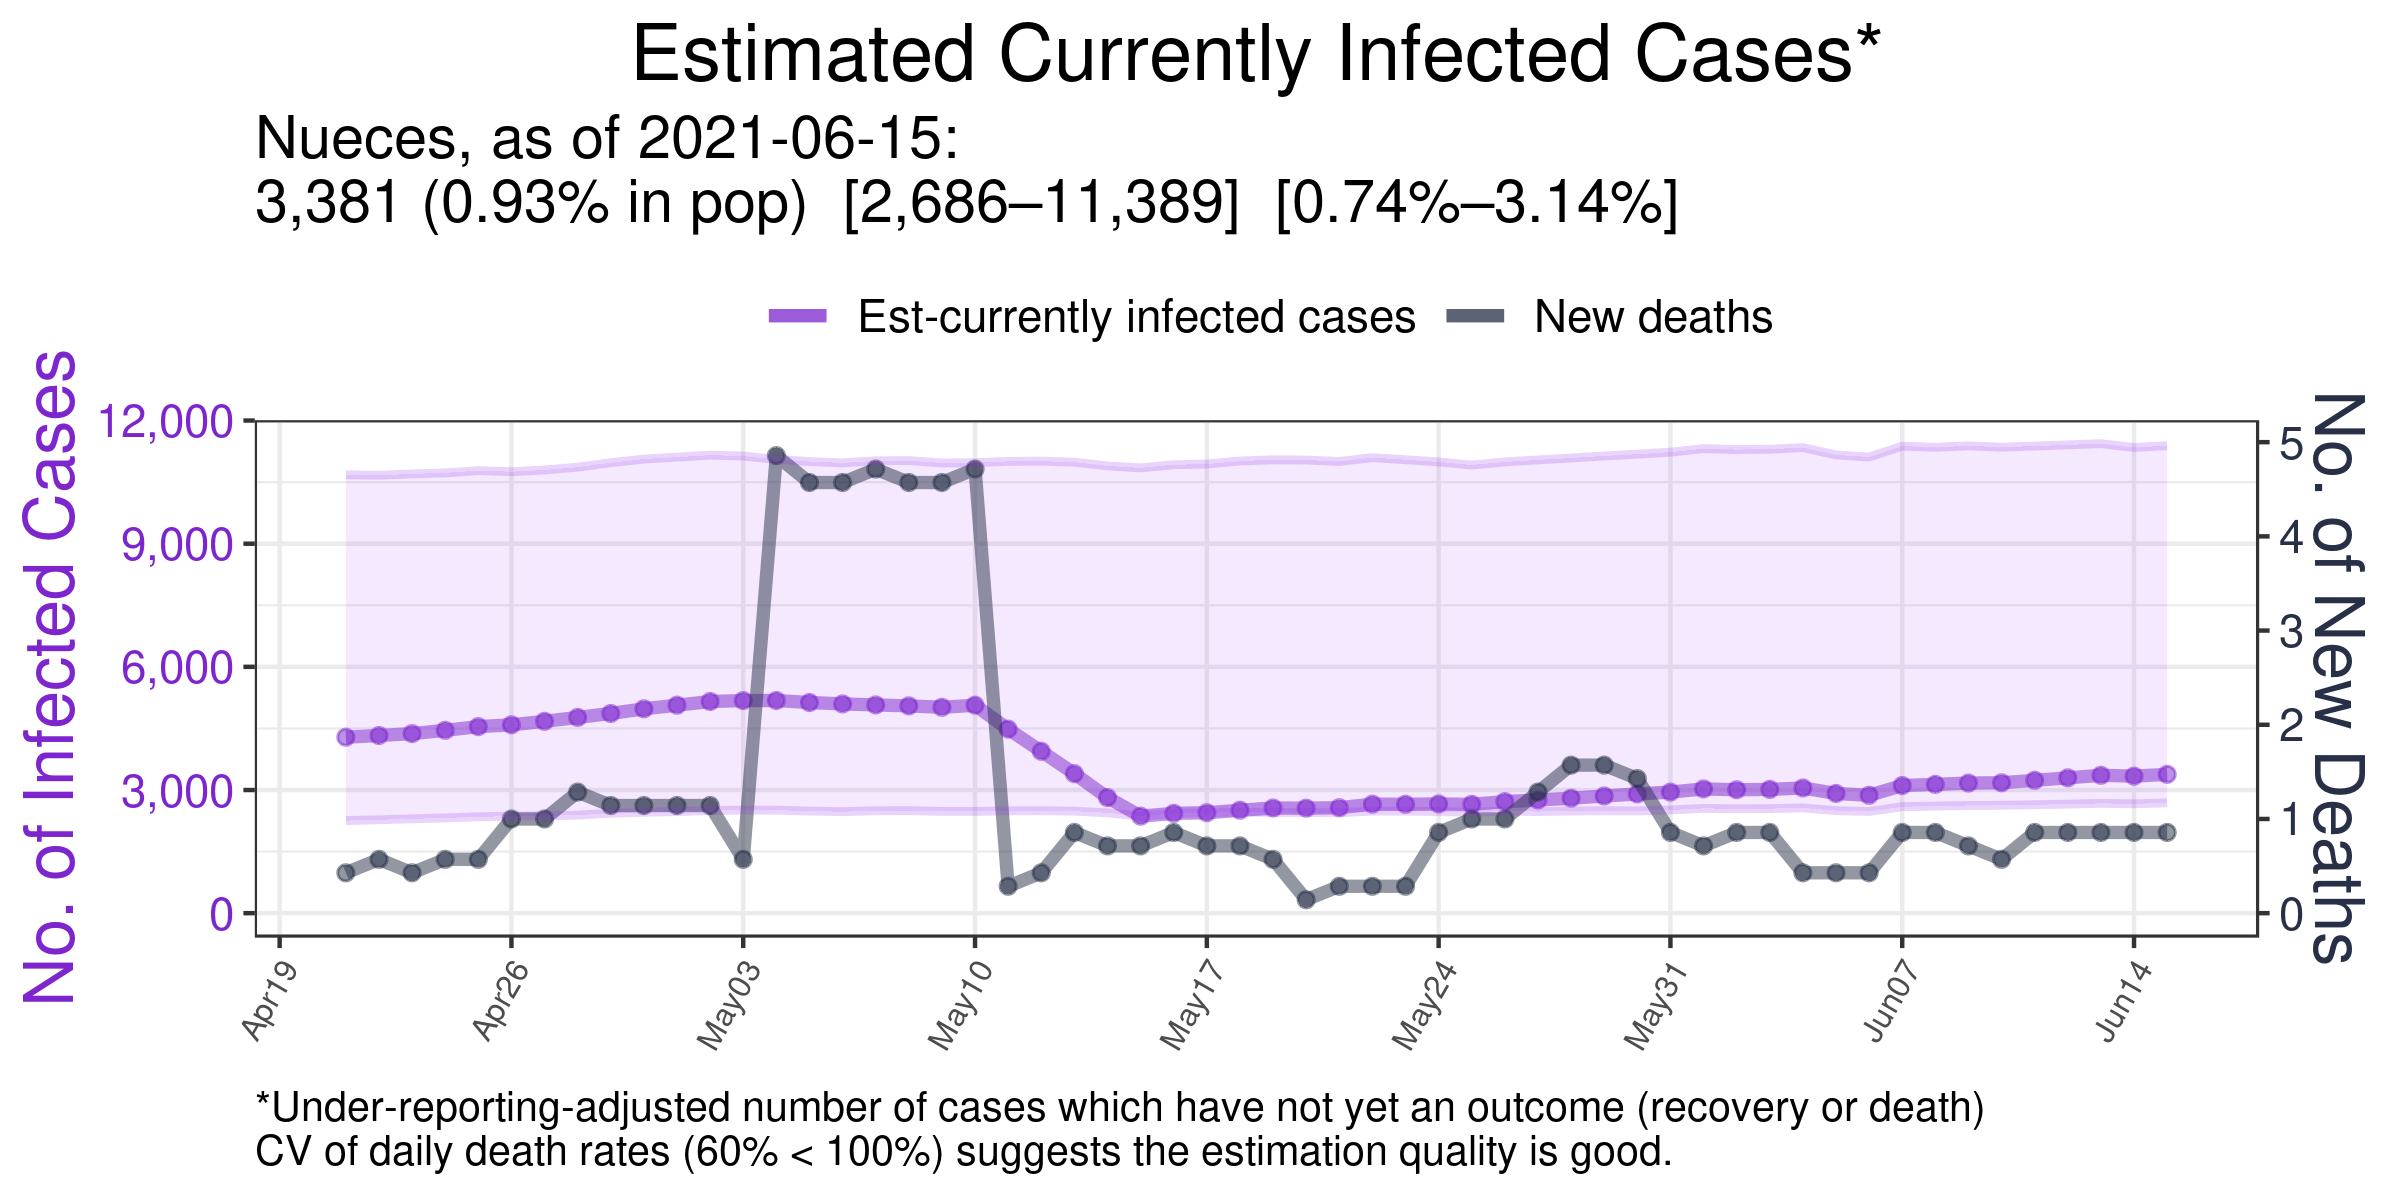 Estimated Currently Infected Cases*
Nueces, as of 2021-06-15:
3,381 (0.93% in pop)  [2,686–11,389]  [0.74%–3.14%]
Est-currently infected cases
New deaths
No. of Infected Cases
12,000
9,000
6,000
3,000
0
No. of New Deaths
5
4
3
2
1
0
Apr19
Apr26
May03
May10
May17
May24
May31
Jun07
Jun14
*Under-reporting-adjusted number of cases which have not yet an outcome (recovery or death)
CV of daily death rates (60% < 100%) suggests the estimation quality is good.